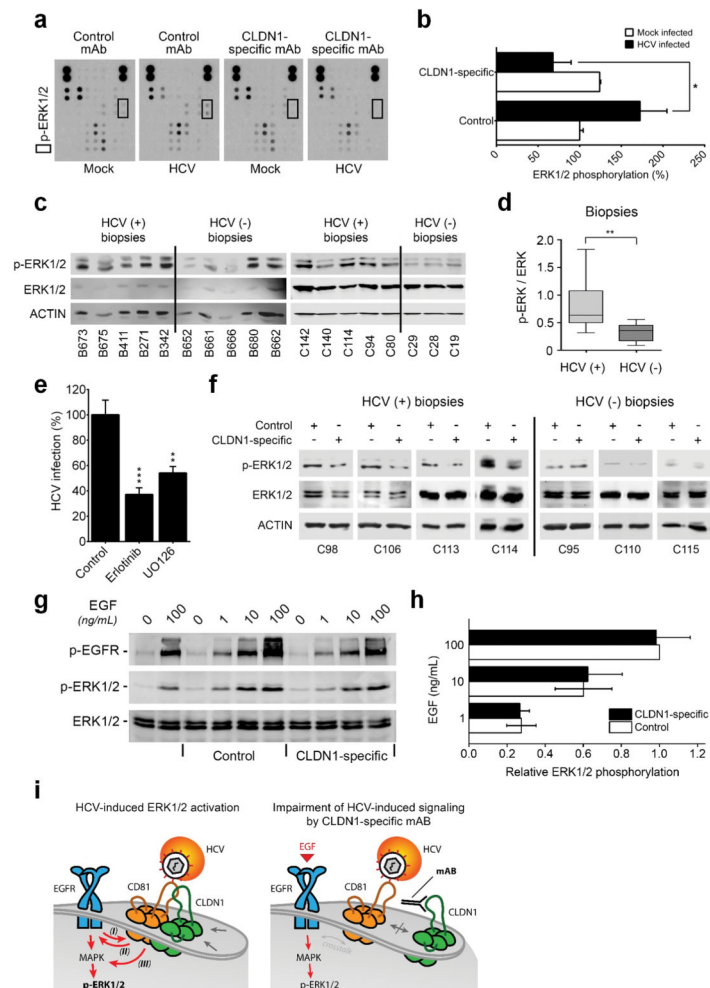 a
Control mAb
Control mAb
CLDN1-specific mAb
CLDN1-specific mAb
p-ERK1/2
Mock
HCV
Mock
HCV
b
Mock infected
HCV infected
CLDN1-specific
Control
*
0 50 100 150 200 250
ERK1/2 phosphorylation (%)
c
HCV (+) biopsies
HCV (-) biopsies
HCV (+) biopsies
HCV (-) biopsies
p-ERK1/2
ERK1/2
ACTIN
B673 B675 B411 B271 B342 B652 B661 B666 B680 B662 C142 C140 C114 C94 C80 C29 C28 C19
d
Biopsies
**
p-ERK / ERK
2.0
1.5
1.0
0.5
0.0
HCV (+) HCV (-)
e
HCV infection (%)
120
100
80
60
40
20
0
*** **
Control Erlotinib UO126
f
HCV (+) biopsies
HCV (-) biopsies
Control + - + - + - + - + - + - + -
CLDN1-specific - + - + - + - + - + - + - +
p-ERK1/2
ERK1/2
ACTIN
C98 C106 C113 C114 C95 C110 C115
g
EGF (ng/mL)
0 100 0 1 10 100 0 1 10 100
p-EGFR -
p-ERK1/2 -
ERK1/2 -
Control CLDN1-specific
h
EGF (ng/mL)
100
10
1
CLDN1-specific
Control
0.0 0.2 0.4 0.6 0.8 1.0 1.2
Relative ERK1/2 phosphorylation
i
HCV-induced ERK1/2 activation
HCV
EGFR
CD81
CLDN1
(I)
(II)
(III)
MAPK
p-ERK1/2
Impairment of HCV-induced signaling
by CLDN1-specific mAB
EGF
HCV
mAB
EGFR
CD81
CLDN1
crosstalk
MAPK
p-ERK1/2